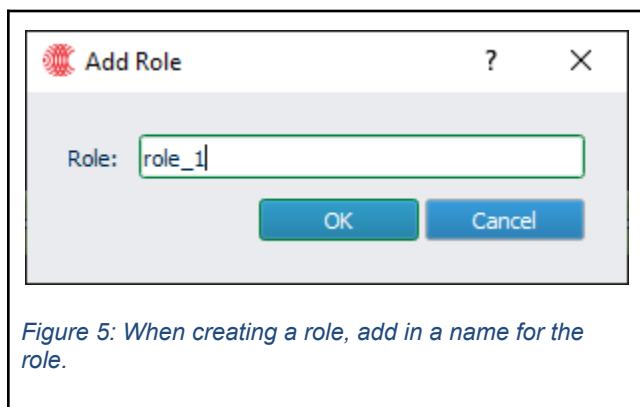 Add Role ?
Role: role_1
OK Cancel
Figure 5: When creating a role, add in a name for the
role.